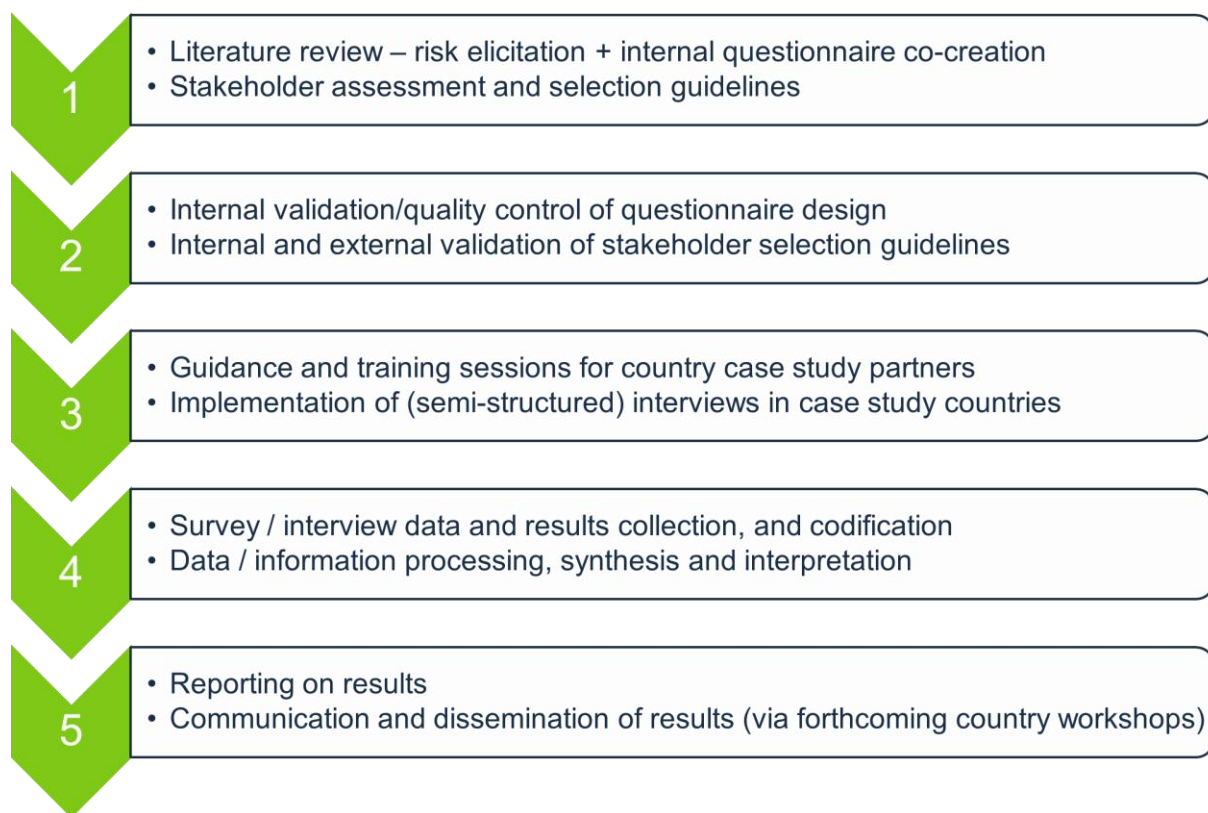 1
• Literature review – risk elicitation + internal questionnaire co-creation
• Stakeholder assessment and selection guidelines
2
• Internal validation/quality control of questionnaire design
• Internal and external validation of stakeholder selection guidelines
3
• Guidance and training sessions for country case study partners
• Implementation of (semi-structured) interviews in case study countries
4
• Survey / interview data and results collection, and codification
• Data / information processing, synthesis and interpretation
5
• Reporting on results
• Communication and dissemination of results (via forthcoming country workshops)